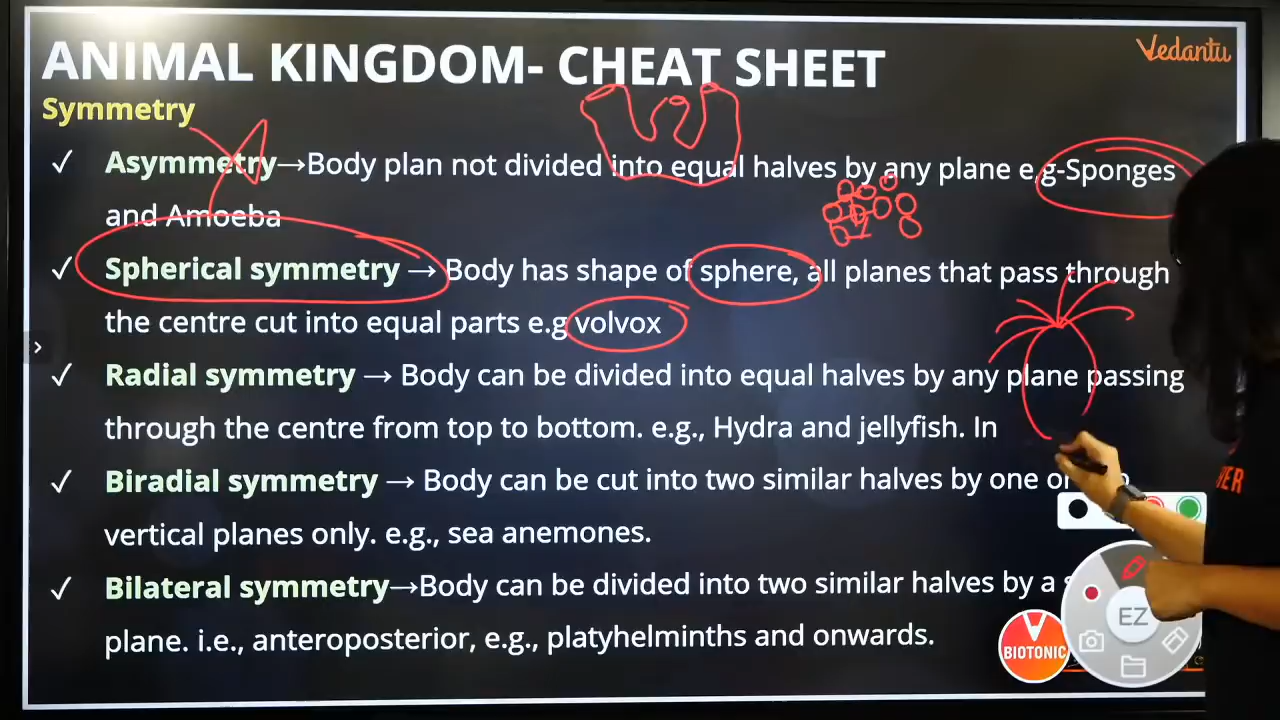 ANIMAL KINGDOM- CHEAT SHEET
Vedantu
Symmetry
✓ Asymmetry→Body plan not divided into equal halves by any plane e.g-Sponges
and Amoeba
✓ Spherical symmetry → Body has shape of sphere, all planes that pass through
the centre cut into equal parts e.g volvox
✓ Radial symmetry → Body can be divided into equal halves by any plane passing
through the centre from top to bottom. e.g., Hydra and jellyfish. In
✓ Biradial symmetry → Body can be cut into two similar halves by one or
vertical planes only. e.g., sea anemones.
✓ Bilateral symmetry→Body can be divided into two similar halves by a
plane. i.e., anteroposterior, e.g., platyhelminths and onwards.
BIOTONIC
EZ